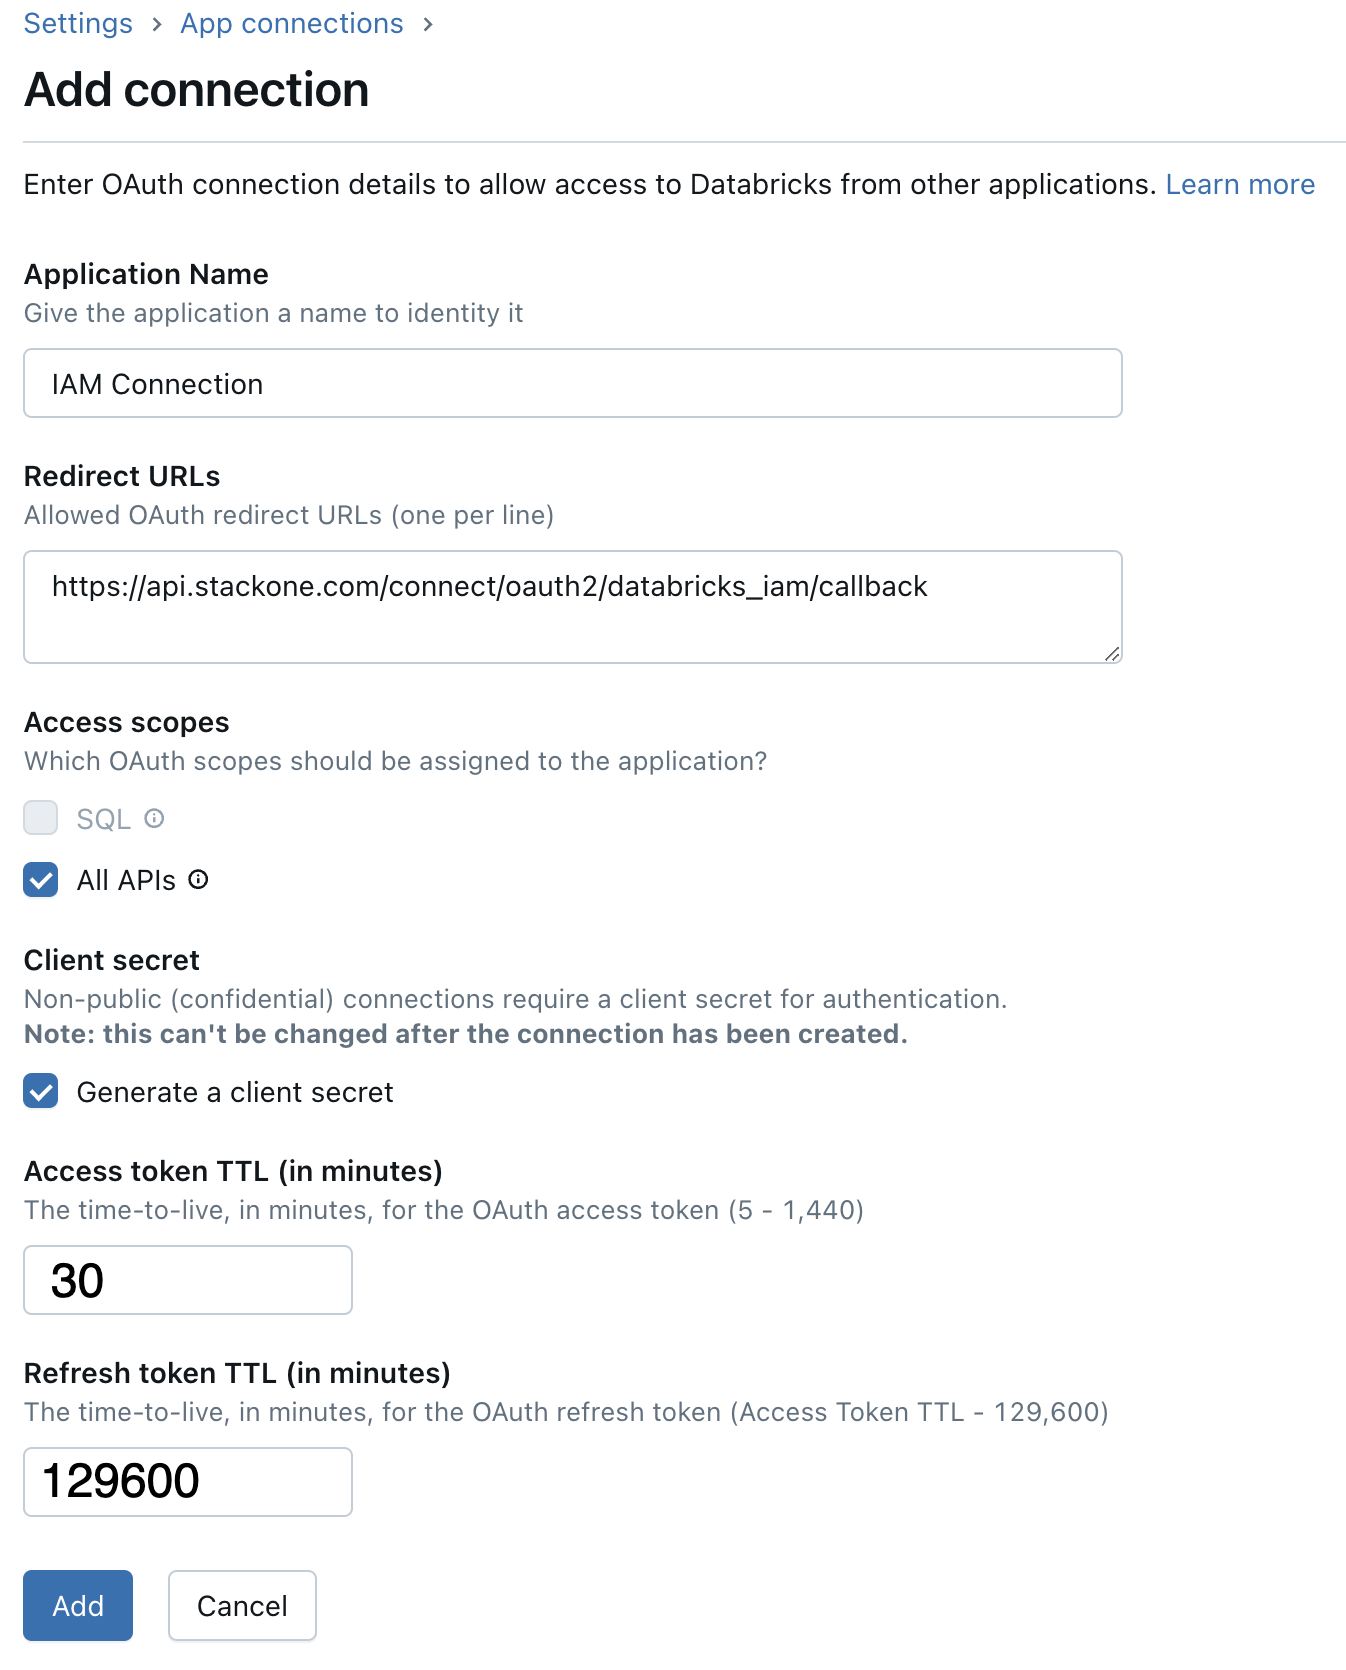 Settings > App connections >
Add connection
Enter OAuth connection details to allow access to Databricks from other applications. Learn more
Application Name
Give the application a name to identity it
IAM Connection
Redirect URLs
Allowed OAuth redirect URLs (one per line)
https://api.stackone.com/connect/oauth2/databricks_iam/callback
Access scopes
Which OAuth scopes should be assigned to the application?
SQL
All APIs
Client secret
Non-public (confidential) connections require a client secret for authentication.
Note: this can't be changed after the connection has been created.
Generate a client secret
Access token TTL (in minutes)
The time-to-live, in minutes, for the OAuth access token (5 - 1,440)
30
Refresh token TTL (in minutes)
The time-to-live, in minutes, for the OAuth refresh token (Access Token TTL - 129,600)
129600
Add Cancel